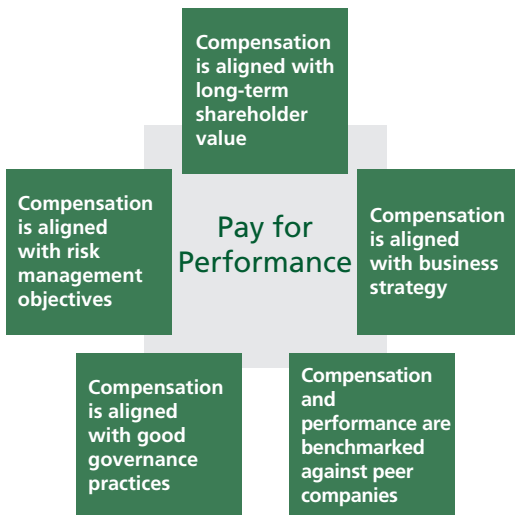 Compensation
is aligned with
long-term
shareholder
value
Compensation
is aligned
with risk
management
objectives
Pay for
Performance
Compensation
is aligned
with business
strategy
Compensation
is aligned
with good
governance
practices
Compensation
and
performance are
benchmarked
against peer
companies